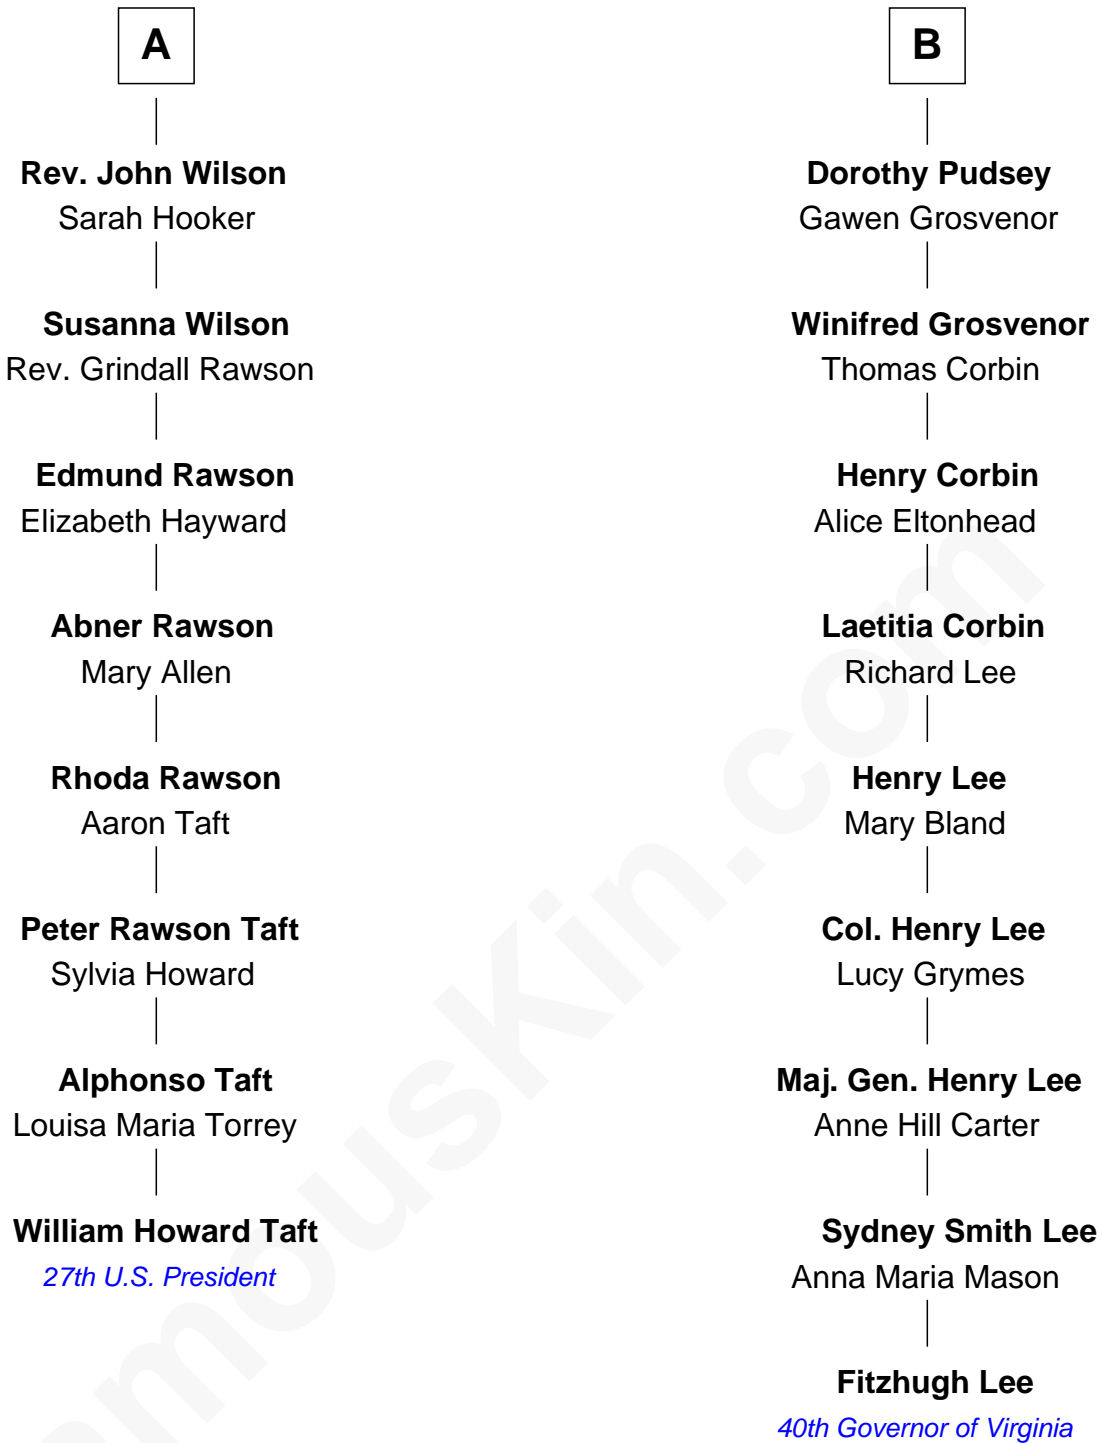 A
Rev. John Wilson
Sarah Hooker
Susanna Wilson
Rev. Grindall Rawson
Edmund Rawson
Elizabeth Hayward
Abner Rawson
Mary Allen
Rhoda Rawson
Aaron Taft
Peter Rawson Taft
Sylvia Howard
Alphonso Taft
Louisa Maria Torrey
William Howard Taft
27th U.S. President
B
Dorothy Pudsey
Gawen Grosvenor
Winifred Grosvenor
Thomas Corbin
Henry Corbin
Alice Eltonhead
Laetitia Corbin
Richard Lee
Henry Lee
Mary Bland
Col. Henry Lee
Lucy Grymes
Maj. Gen. Henry Lee
Anne Hill Carter
Sydney Smith Lee
Anna Maria Mason
Fitzhugh Lee
40th Governor of Virginia
amousKin.com